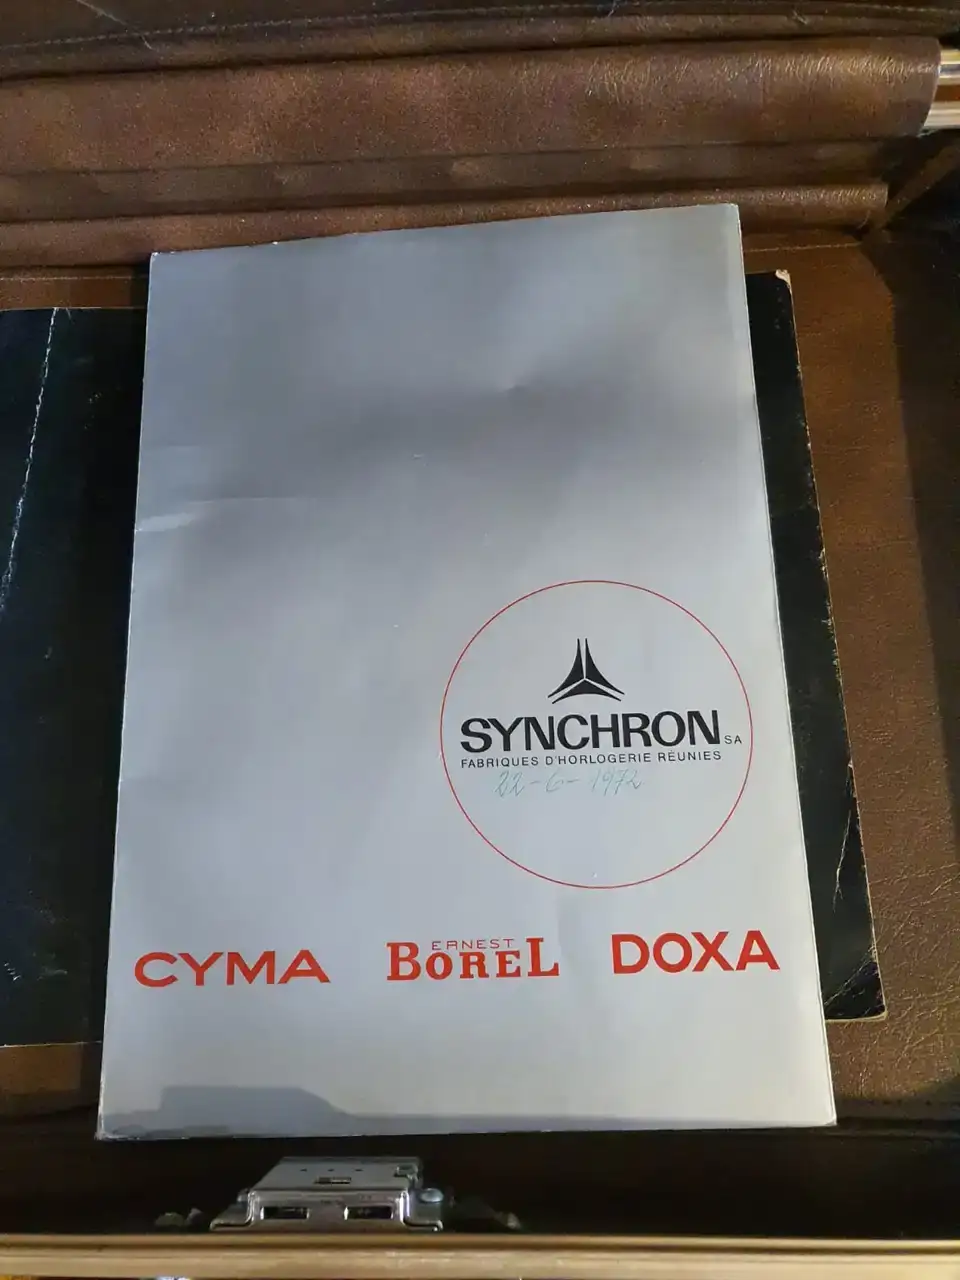 SYNCHRON SA
FABRIQUES D'HORLOGERIE RÉUNIES
22-6-1972
CYMA
ERNEST
BOREL
DOXA